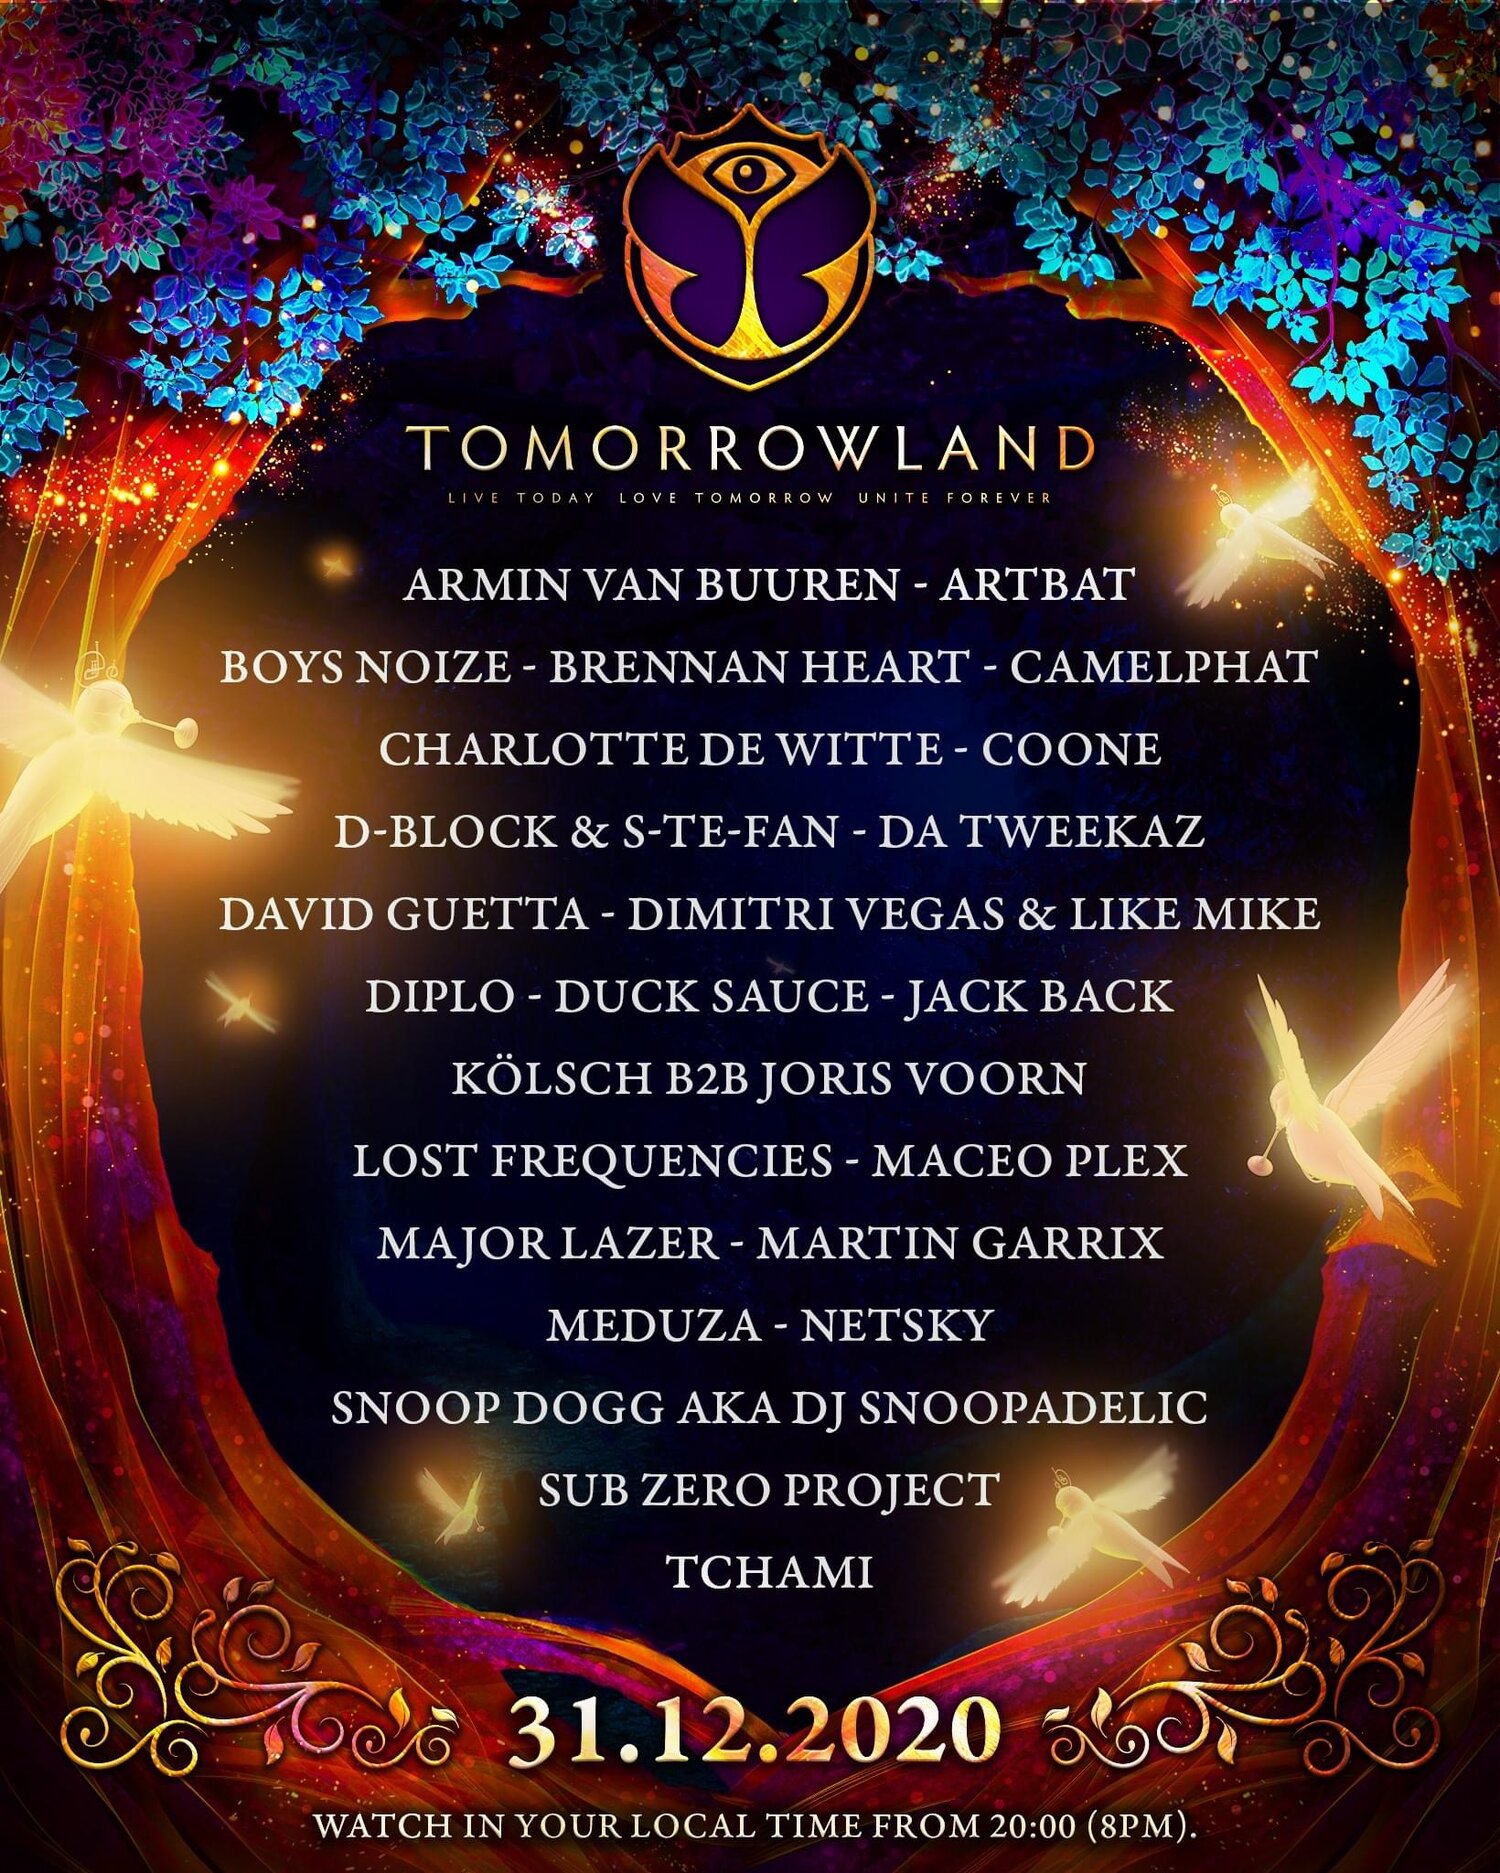 TOMORROWLAND
LIVE TODAY LOVE TOMORROW UNITE FOREVER
ARMIN VAN BUUREN - ARTBAT
BOYS NOIZE - BRENNAN HEART - CAMELPHAT
CHARLOTTE DE WITTE - COONE
D-BLOCK & S-TE-FAN - DA TWEEKAZ
DAVID GUETTA - DIMITRI VEGAS & LIKE MIKE
DIPLO - DUCK SAUCE - JACK BACK
KÖLSCH B2B JORIS VOORN
LOST FREQUENCIES - MACEO PLEX
MAJOR LAZER - MARTIN GARRIX
MEDUZA - NETSKY
SNOOP DOGG AKA DJ SNOOPADELIC
SUB ZERO PROJECT
TCHAMI
31.12.2020
WATCH IN YOUR LOCAL TIME FROM 20:00 (8PM).